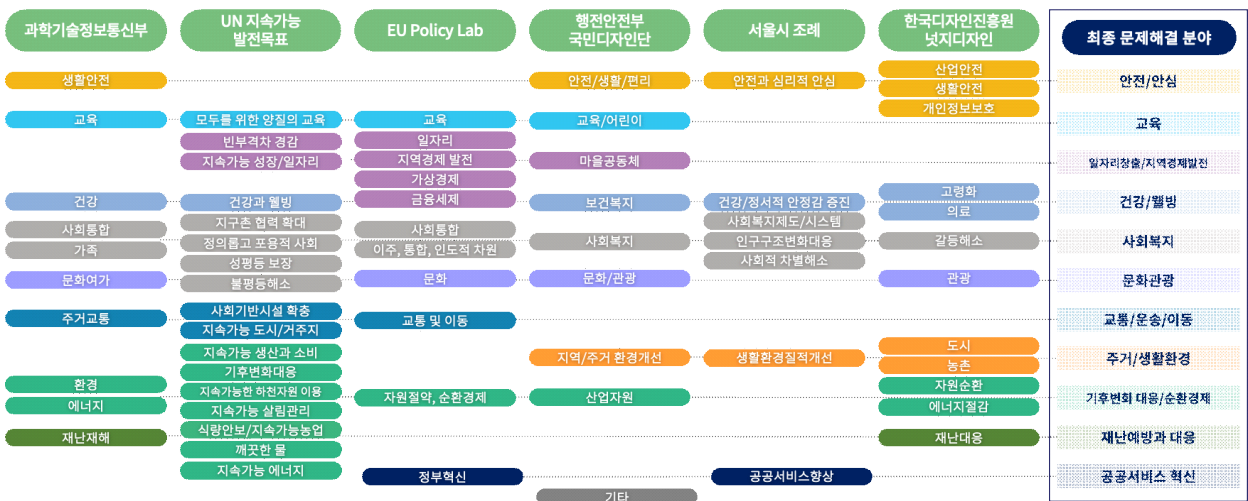 과학기술정보통신부
UN 지속가능
발전목표
EU Policy Lab
행전안전부
국민디자인단
서울시 조례
한국디자인진흥원
넛지디자인
최종 문제해결 분야
생활안전
안전/생활/편리
안전과 심리적 안심
산업안전
생활안전
개인정보보호
안전/안심
교육
모두를 위한 양질의 교육
교육
교육/어린이
교육
빈부격차 경감
지속가능 성장/일자리
일자리
지역경제 발전
가상경제
금융세제
마을공동체
일자리창출/지역경제발전
건강
건강과 웰빙
보건복지
건강/정서적 안정감 증진
고령화
의료
건강/웰빙
사회통합
가족
지구촌 협력 확대
정의롭고 포용적 사회
성평등 보장
불평등해소
사회통합
이주, 통합, 인도적 차원
사회복지
사회복지제도/시스템
인구구조변화대응
사회적 차별해소
갈등해소
사회복지
문화여가
문화
문화/관광
관광
문화관광
주거교통
사회기반시설 확충
지속가능 도시/거주지
교통 및 이동
교통/운송/이동
지역/주거 환경개선
생활환경질적개선
도시
농촌
주거/생활환경
환경
에너지
지속가능 생산과 소비
기후변화대응
지속가능한 하천자원 이용
지속가능 살림관리
식량안보/지속가능농업
깨끗한 물
지속가능 에너지
자원절약, 순환경제
산업자원
자원순환
에너지절감
기후변화 대응/순환경제
재난재해
재난대응
재난예방과 대응
정부혁신
공공서비스향상
공공서비스 혁신
기타